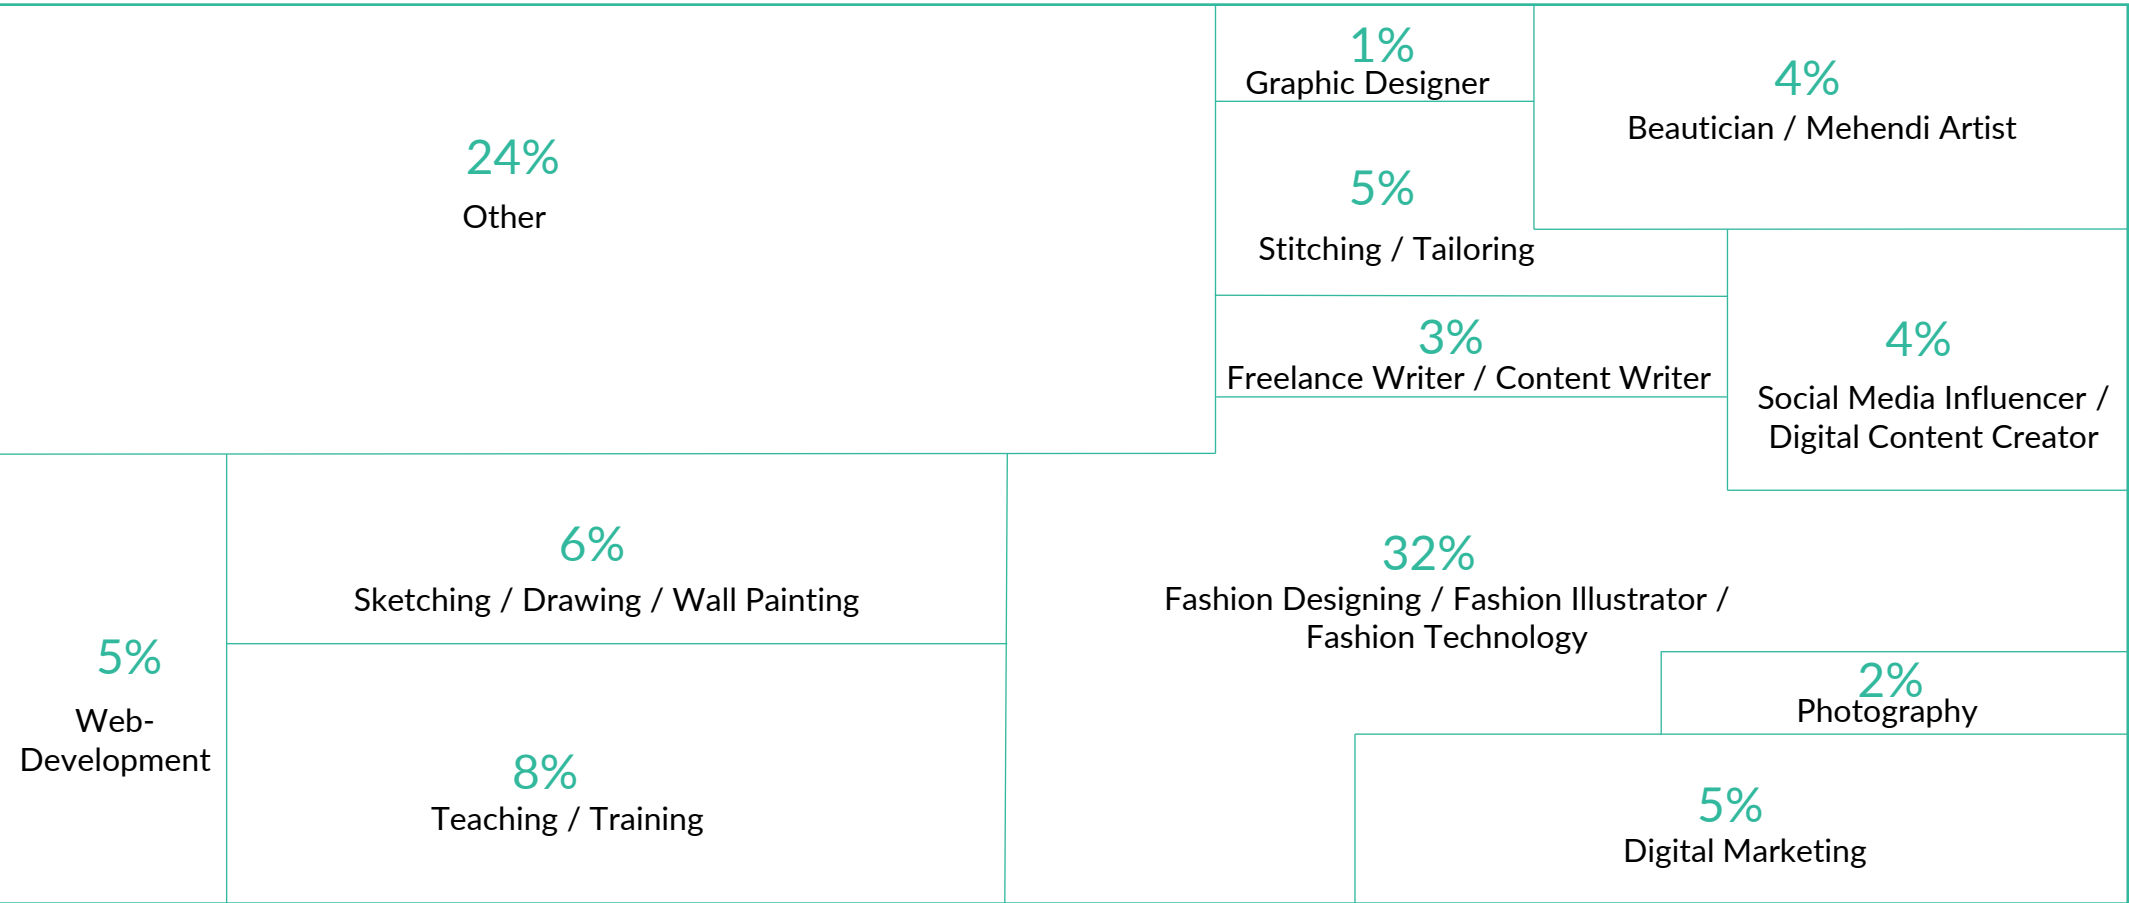 24%
Other
1%
Graphic Designer
4%
Beautician / Mehendi Artist
5%
Stitching / Tailoring
3%
Freelance Writer / Content Writer
4%
Social Media Influencer /
Digital Content Creator
5%
Web-
Development
6%
Sketching / Drawing / Wall Painting
8%
Teaching / Training
32%
Fashion Designing / Fashion Illustrator /
Fashion Technology
2%
Photography
5%
Digital Marketing